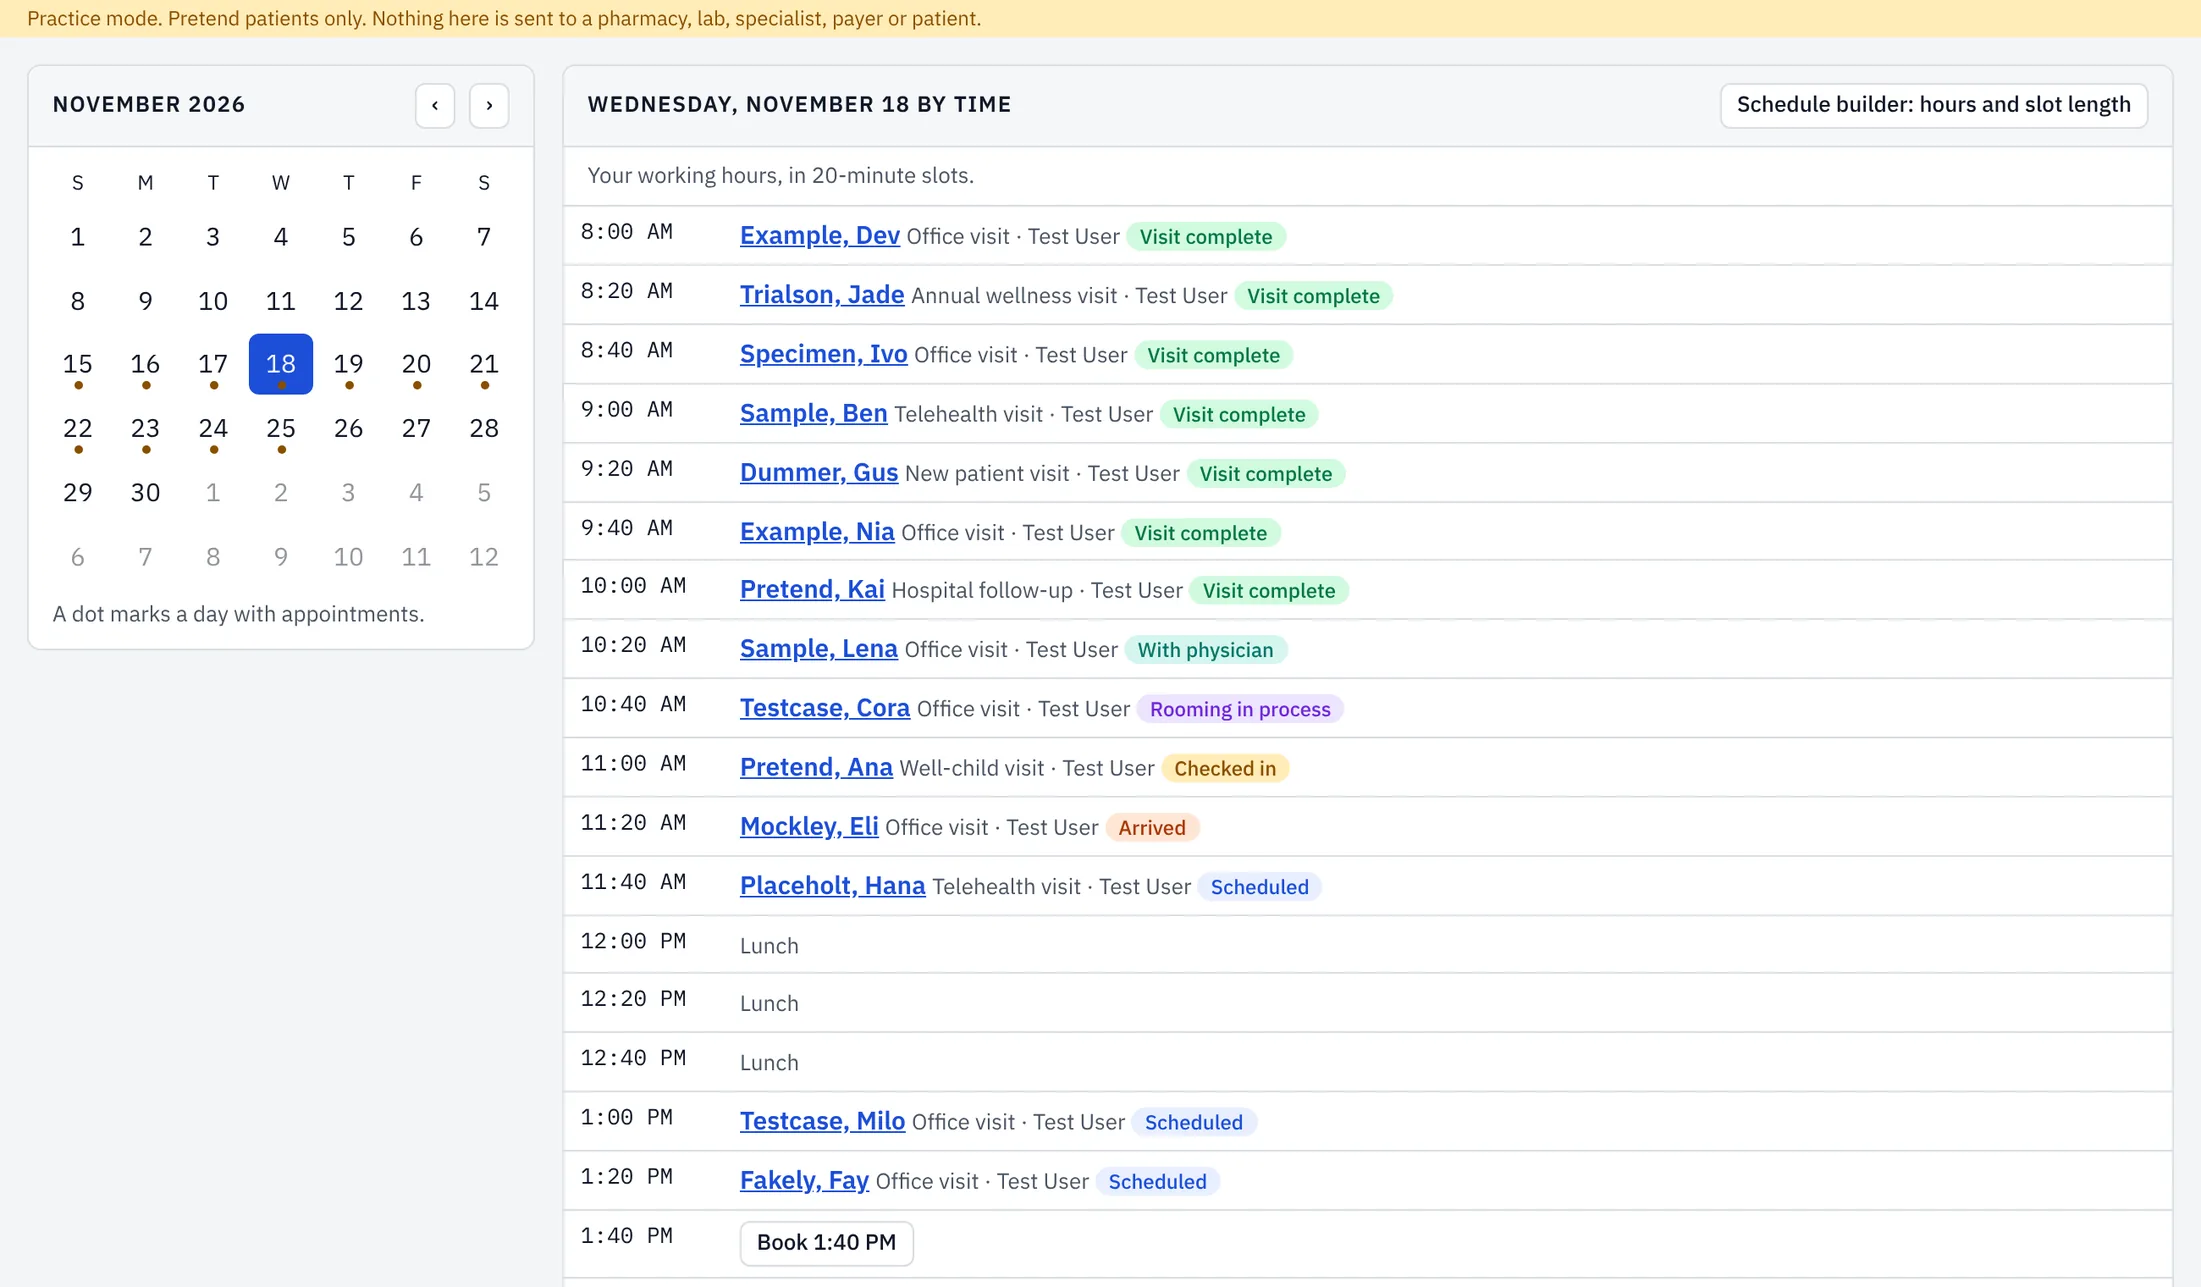 Practice mode. Pretend patients only. Nothing here is sent to a pharmacy, lab, specialist, payer or patient.
NOVEMBER 2026 ‹ ›
S M T W T F S
1 2 3 4 5 6 7
8 9 10 11 12 13 14
15 16 17 18 19 20 21
22 23 24 25 26 27 28
29 30 1 2 3 4 5
6 7 8 9 10 11 12
A dot marks a day with appointments.
WEDNESDAY, NOVEMBER 18 BY TIME Schedule builder: hours and slot length
Your working hours, in 20-minute slots.
8:00 AM Example, Dev Office visit · Test User Visit complete
8:20 AM Trialson, Jade Annual wellness visit · Test User Visit complete
8:40 AM Specimen, Ivo Office visit · Test User Visit complete
9:00 AM Sample, Ben Telehealth visit · Test User Visit complete
9:20 AM Dummer, Gus New patient visit · Test User Visit complete
9:40 AM Example, Nia Office visit · Test User Visit complete
10:00 AM Pretend, Kai Hospital follow-up · Test User Visit complete
10:20 AM Sample, Lena Office visit · Test User With physician
10:40 AM Testcase, Cora Office visit · Test User Rooming in process
11:00 AM Pretend, Ana Well-child visit · Test User Checked in
11:20 AM Mockley, Eli Office visit · Test User Arrived
11:40 AM Placeholt, Hana Telehealth visit · Test User Scheduled
12:00 PM Lunch
12:20 PM Lunch
12:40 PM Lunch
1:00 PM Testcase, Milo Office visit · Test User Scheduled
1:20 PM Fakely, Fay Office visit · Test User Scheduled
1:40 PM Book 1:40 PM